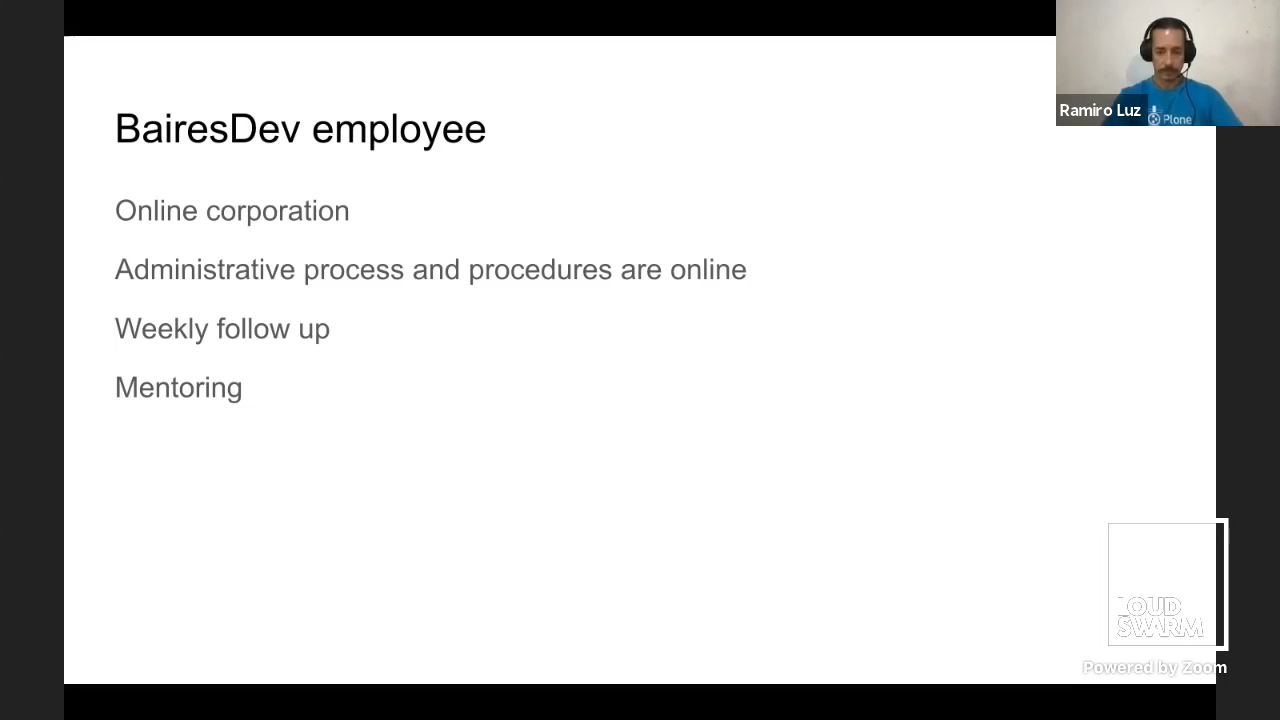 BairesDev employee
Ramiro Luz
Plone
Online corporation
Administrative process and procedures are online
Weekly follow up
Mentoring
LOUD
SWARM
Powered by Zoom